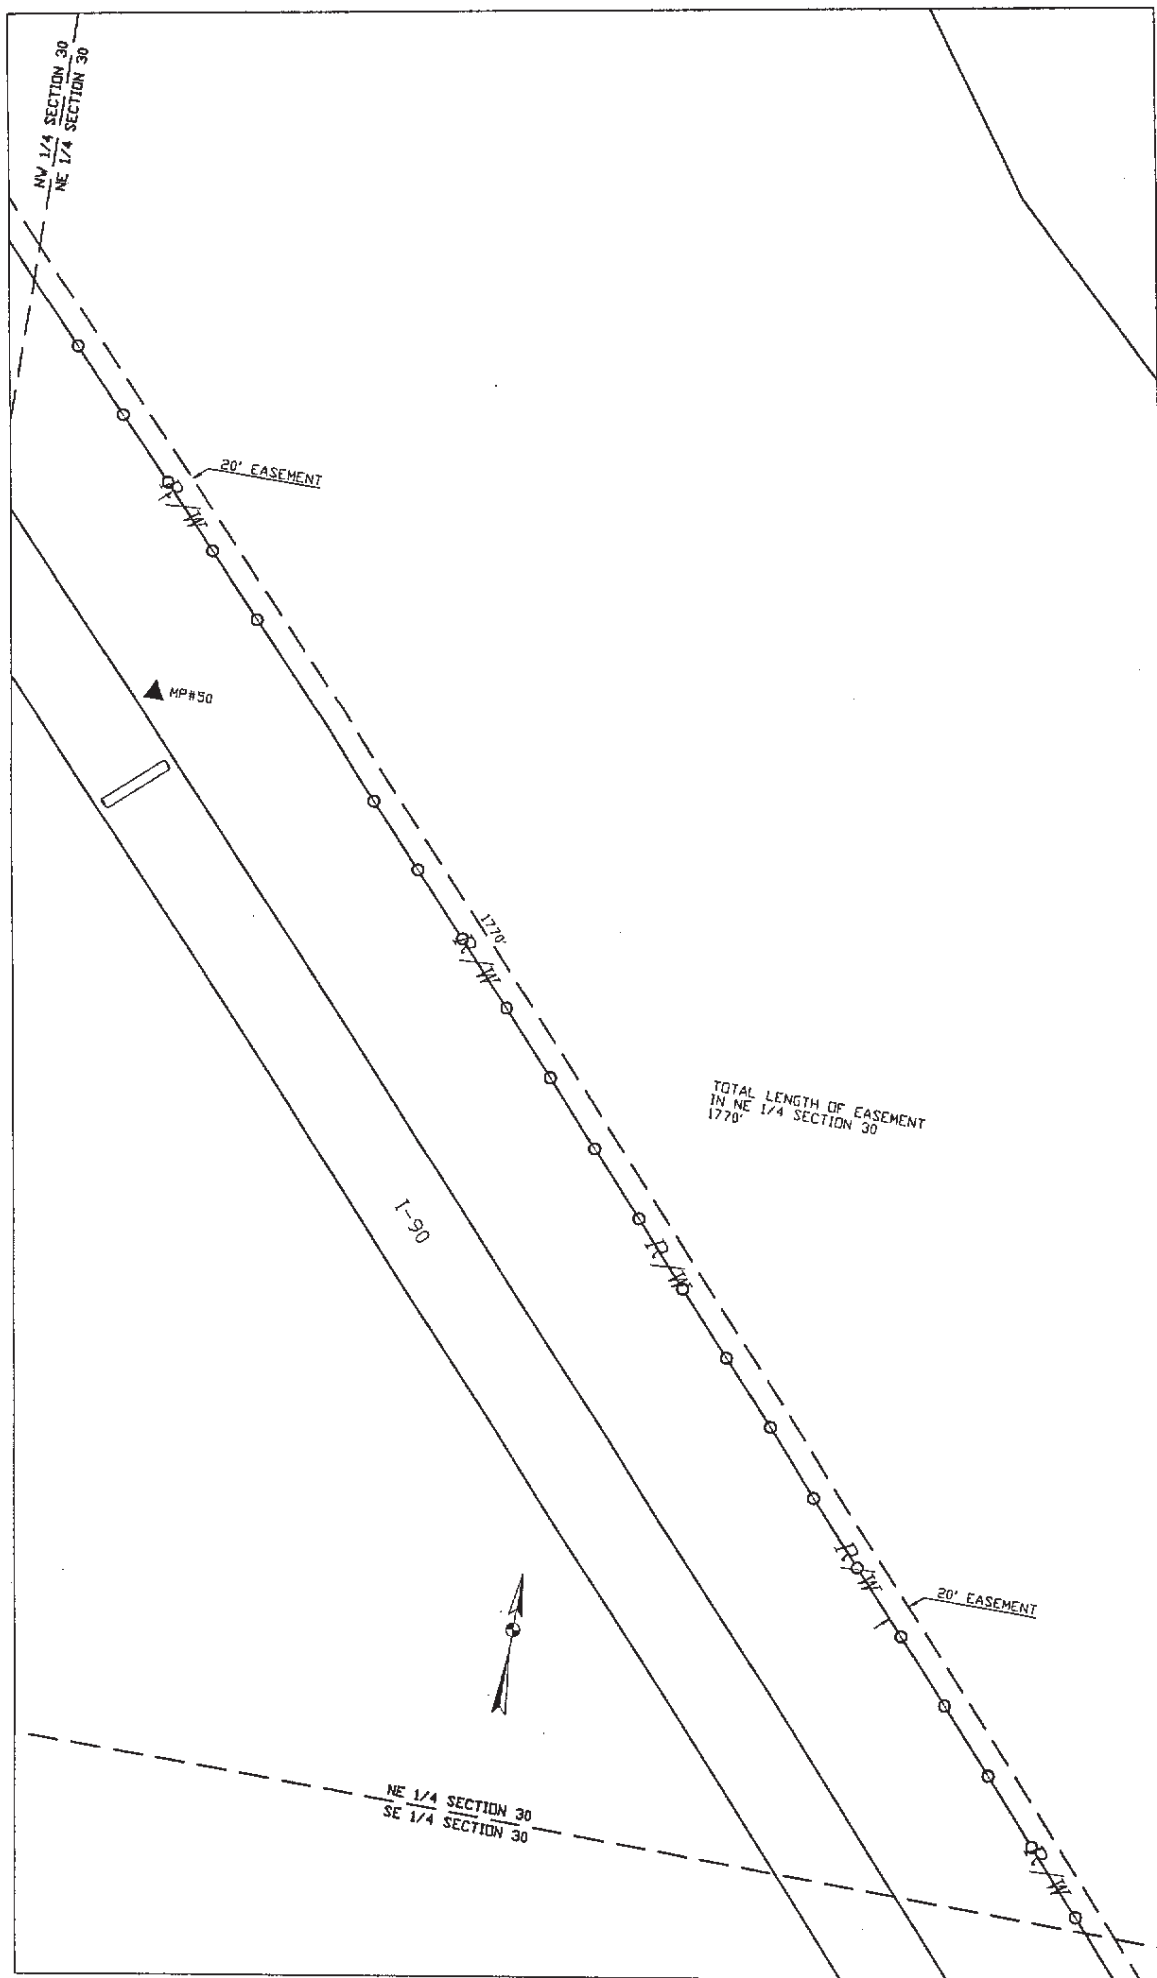 NW 1/4 SECTION 30
NE 1/4 SECTION 30
20' EASEMENT
R/W
MP#50
1770'
R/W
TOTAL LENGTH OF EASEMENT
IN NE 1/4 SECTION 30
1770'
I-90
R/W
R/W
20' EASEMENT
NE 1/4 SECTION 30
SE 1/4 SECTION 30
R/W